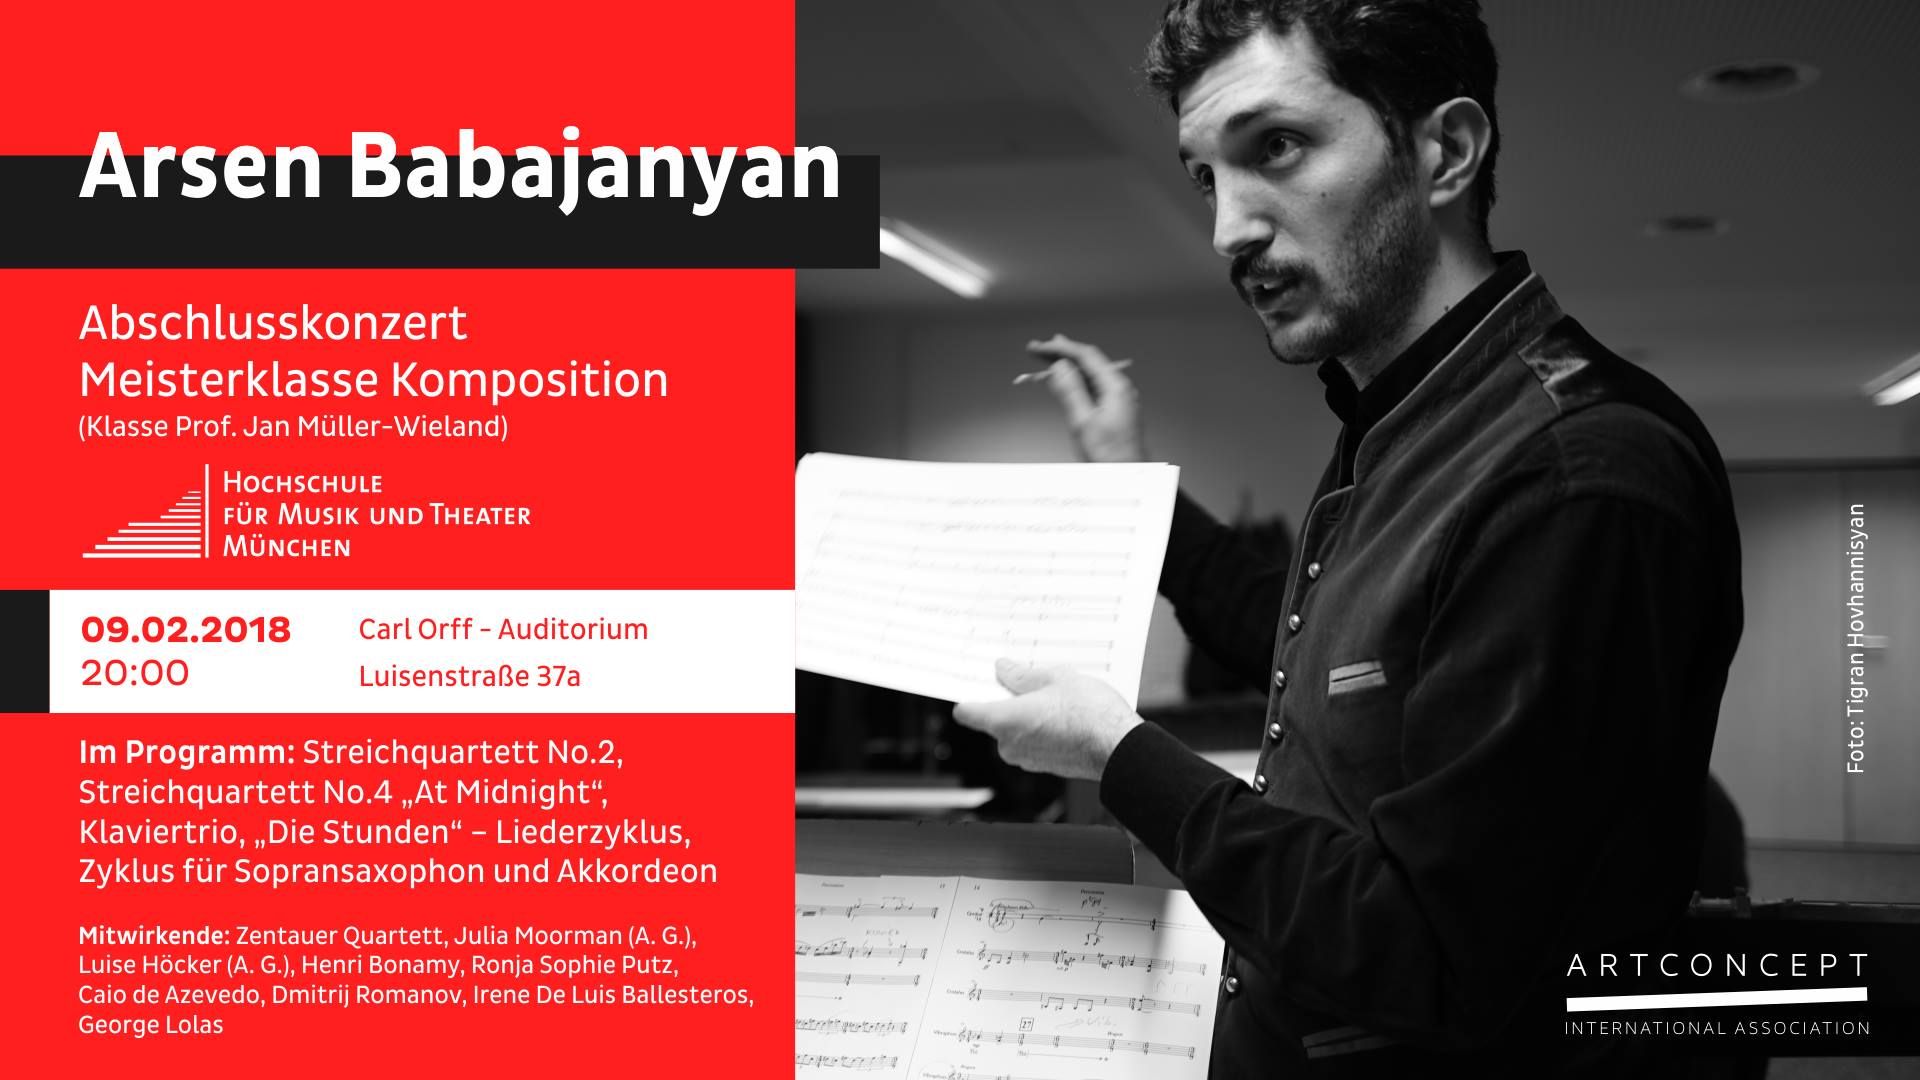 Arsen Babajanyan
Abschlusskonzert
Meisterklasse Komposition
(Klasse Prof. Jan Müller-Wieland)
HOCHSCHULE
FÜR MUSIK UND THEATER
MÜNCHEN
09.02.2018
20:00
Carl Orff - Auditorium
Luisenstraße 37a
Im Programm: Streichquartett No.2,
Streichquartett No.4 „At Midnight“,
Klaviertrio, „Die Stunden“ – Liederzyklus,
Zyklus für Sopransaxophon und Akkordeon
Mitwirkende: Zentauer Quartett, Julia Moorman (A. G.),
Luise Höcker (A. G.), Henri Bonamy, Ronja Sophie Putz,
Caio de Azevedo, Dmitrij Romanov, Irene De Luis Ballesteros,
George Lolas
Foto: Tigran Hovhannisyan
ARTCONCEPT
INTERNATIONAL ASSOCIATION
27